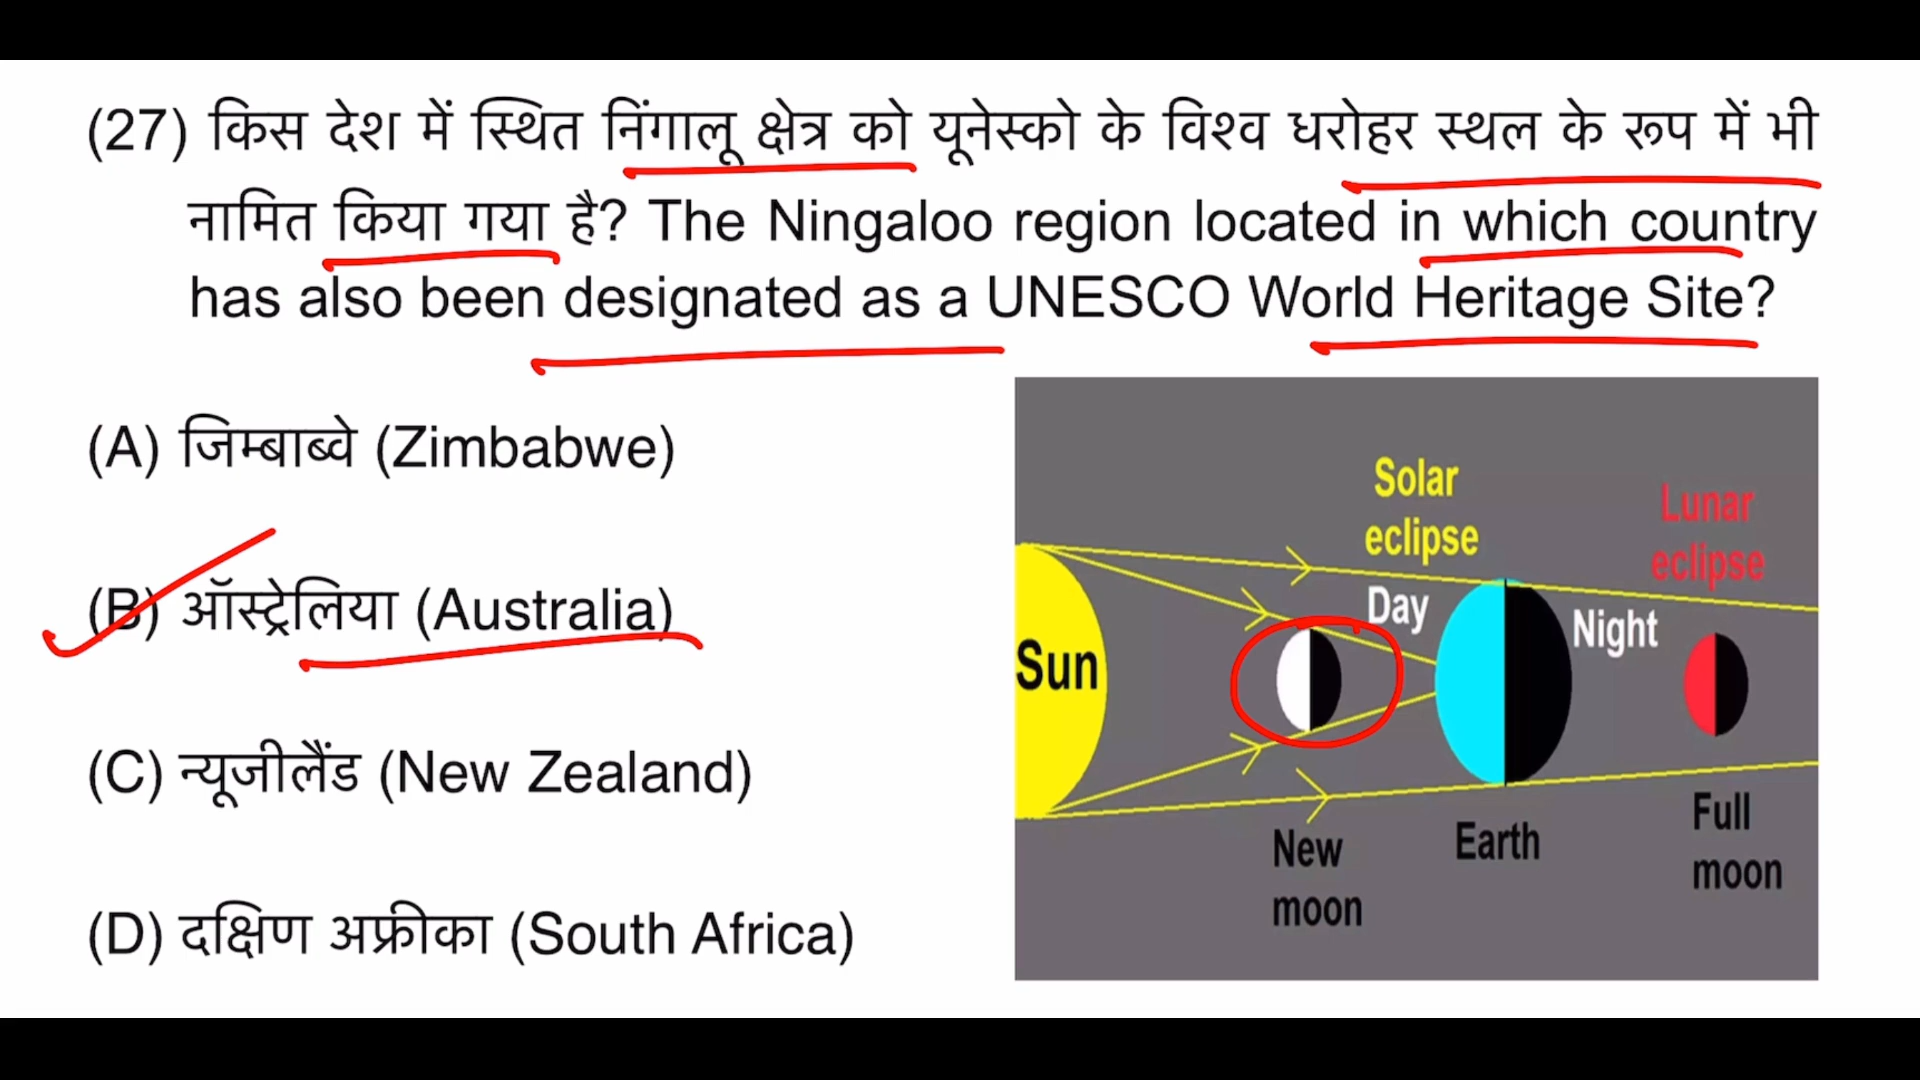 (27) किस देश में स्थित निंगालू क्षेत्र को यूनेस्को के विश्व धरोहर स्थल के रूप में भी
नामित किया गया है? The Ningaloo region located in which country
has also been designated as a UNESCO World Heritage Site?
(A) जिम्बाब्वे (Zimbabwe)
(B) ऑस्ट्रेलिया (Australia)
(C) न्यूजीलैंड (New Zealand)
(D) दक्षिण अफ्रीका (South Africa)
Solar
eclipse
Lunar
eclipse
Day
Night
Sun
New
moon
Earth
Full
moon